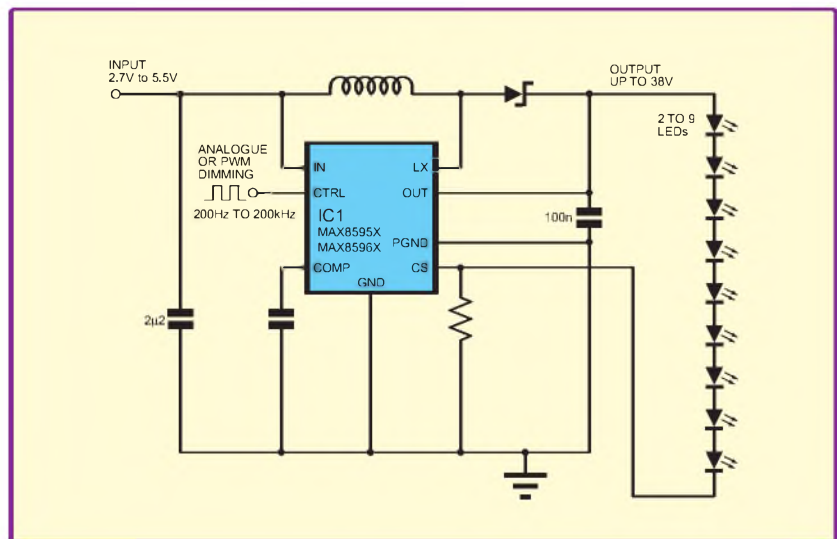 INPUT
2.7V to 5.5V
OUTPUT
UP TO 38V
2 TO 9
LEDs
ANALOGUE
OR PWM
DIMMING
200Hz TO 200kHz
IN
LX
CTRL
OUT
IC1
MAX8595X
MAX8596X
PGND
COMP
CS
GND
100n
2µ2